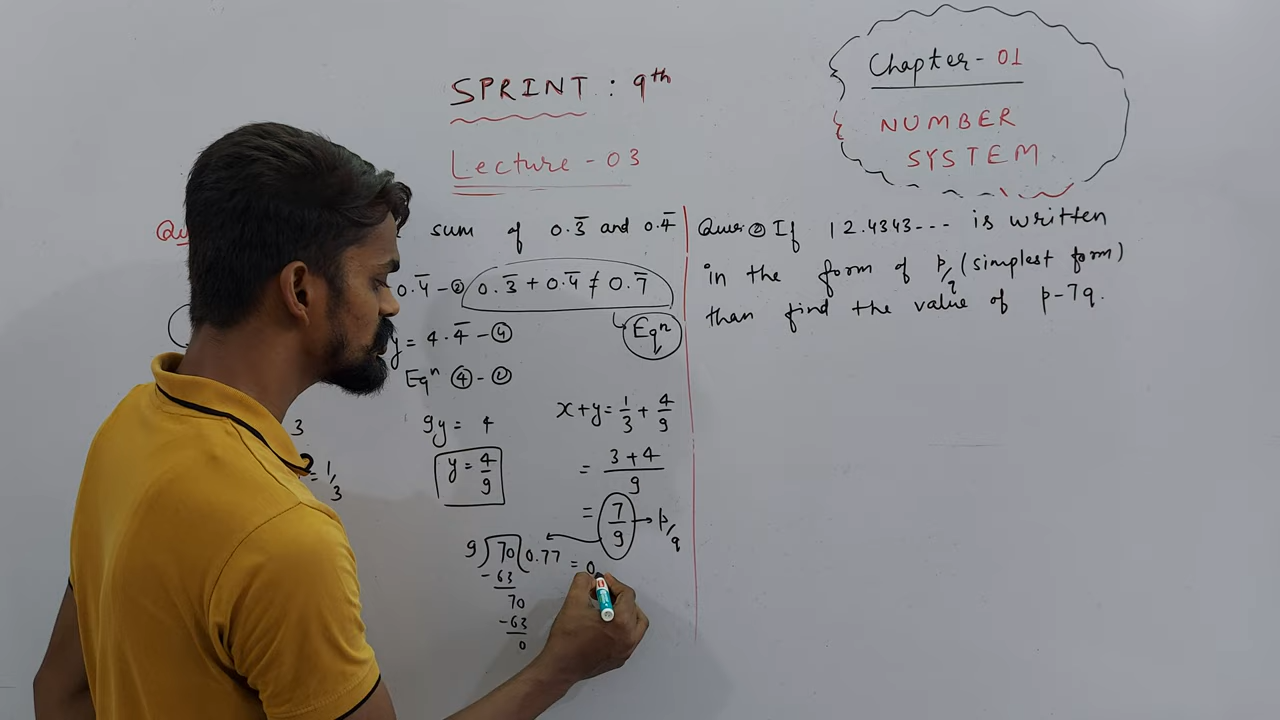 SPRINT : 9th
Lecture - 03
Chapter - 01
NUMBER
SYSTEM
sum of 0.3̅ and 0.4̅
0.4̅ - ② 0.3̅ + 0.4̅ ≠ 0.7̅
Eqⁿ
y = 4.4̅ - ④
Eqⁿ ④ - ②
9y = 4
y = 4/9
3
= 1/3
x+y = 1/3 + 4/9
= 3+4/9
= 7/9 → p/q
9 ) 70 ( 0.77 = 0
-63
70
-63
0
Ques ② If 12.4343--- is written
in the form of p/q (simplest form)
than find the value of p-7q.